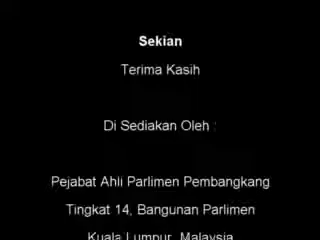 Sekian
Terima Kasih
Di Sediakan Oleh :
Pejabat Ahli Parlimen Pembangkang
Tingkat 14, Bangunan Parlimen
Kuala Lumpur, Malaysia